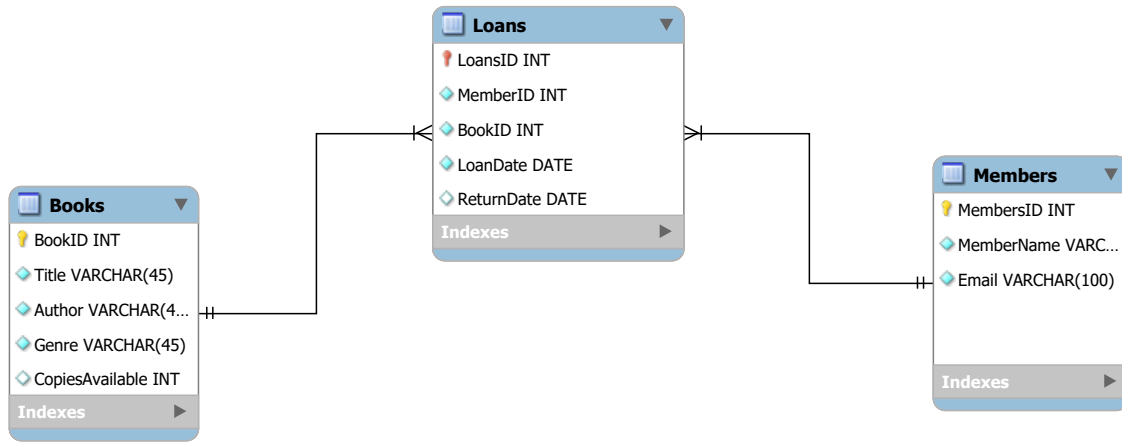 Loans
LoansID INT
MemberID INT
BookID INT
LoanDate DATE
ReturnDate DATE
Indexes
Books
BookID INT
Title VARCHAR(45)
Author VARCHAR(4...
Genre VARCHAR(45)
CopiesAvailable INT
Indexes
Members
MembersID INT
MemberName VARC...
Email VARCHAR(100)
Indexes